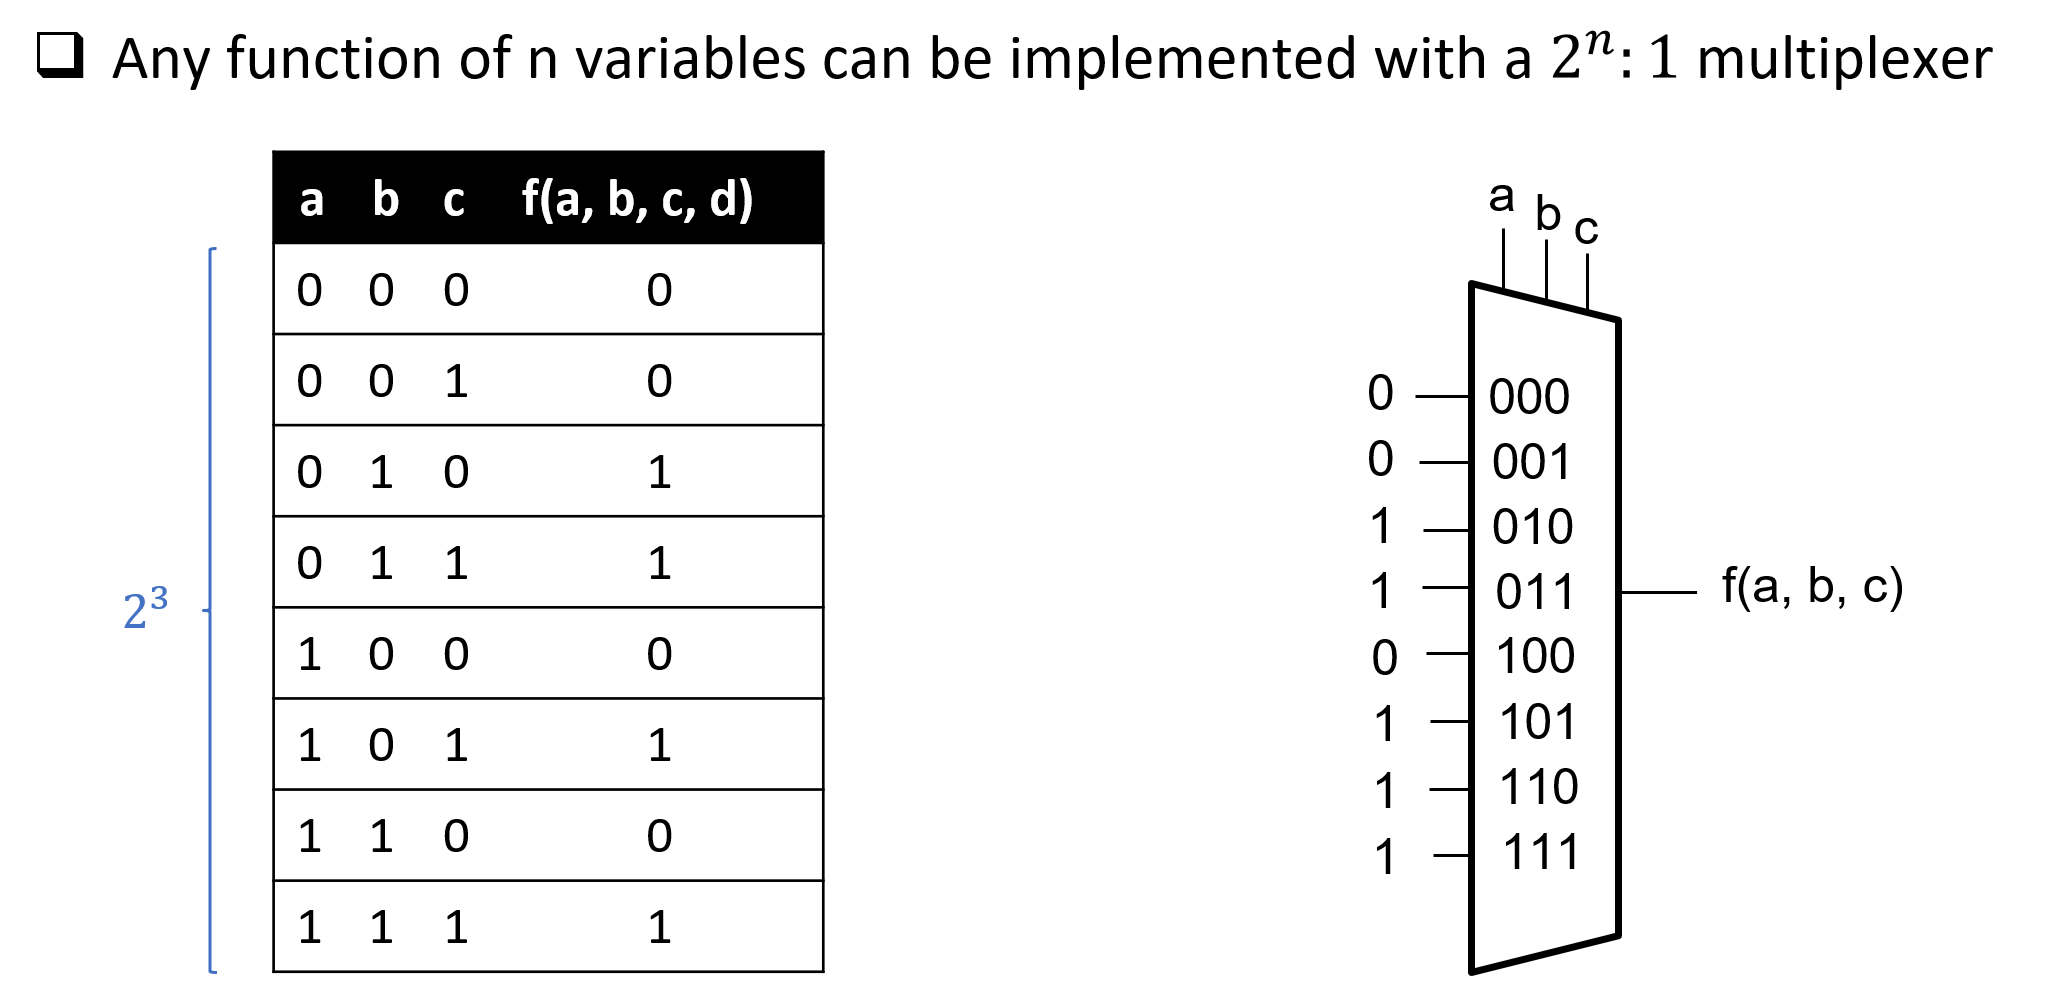 ❑ Any function of n variables can be implemented with a 2ⁿ: 1 multiplexer
a b c f(a, b, c, d)
0 0 0 0
0 0 1 0
0 1 0 1
0 1 1 1
1 0 0 0
1 0 1 1
1 1 0 0
1 1 1 1
2³
a b c
0 000
0 001
1 010
1 011
0 100
1 101
1 110
1 111
f(a, b, c)